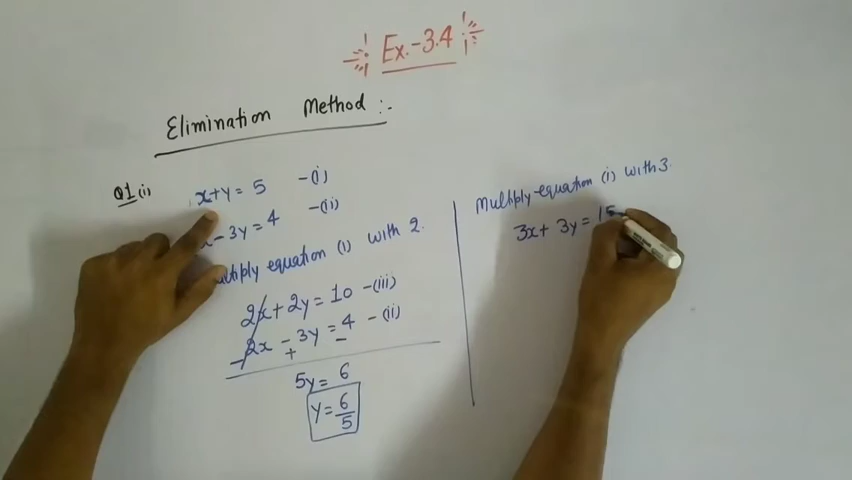 Ex.-3.4
Elimination Method :-
Q1(i) x+y = 5 -(i)
x - 3y = 4 -(ii)
equation (i) with 2.
2x + 2y = 10 -(iii)
2x - 3y = 4 -(ii)
- + -
5y = 6
y = 6/5
Multiply equation (i) with 3.
3x + 3y = 15